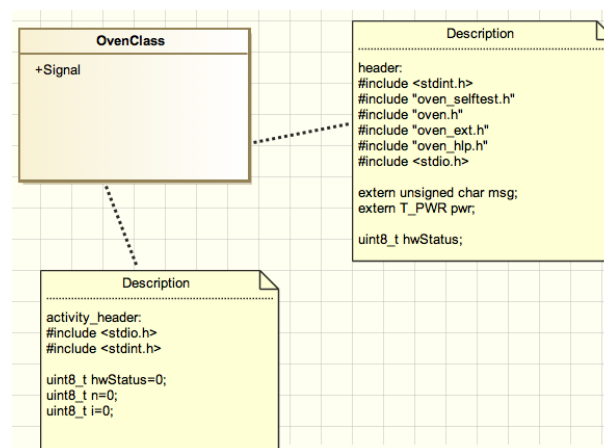 OvenClass
+Signal
Description
header:
#include <stdint.h>
#include "oven_selftest.h"
#include "oven.h"
#include "oven_ext.h"
#include "oven_hlp.h"
#include <stdio.h>
extern unsigned char msg;
extern T_PWR pwr;
uint8_t hwStatus;
Description
activity_header:
#include <stdio.h>
#include <stdint.h>
uint8_t hwStatus=0;
uint8_t n=0;
uint8_t i=0;